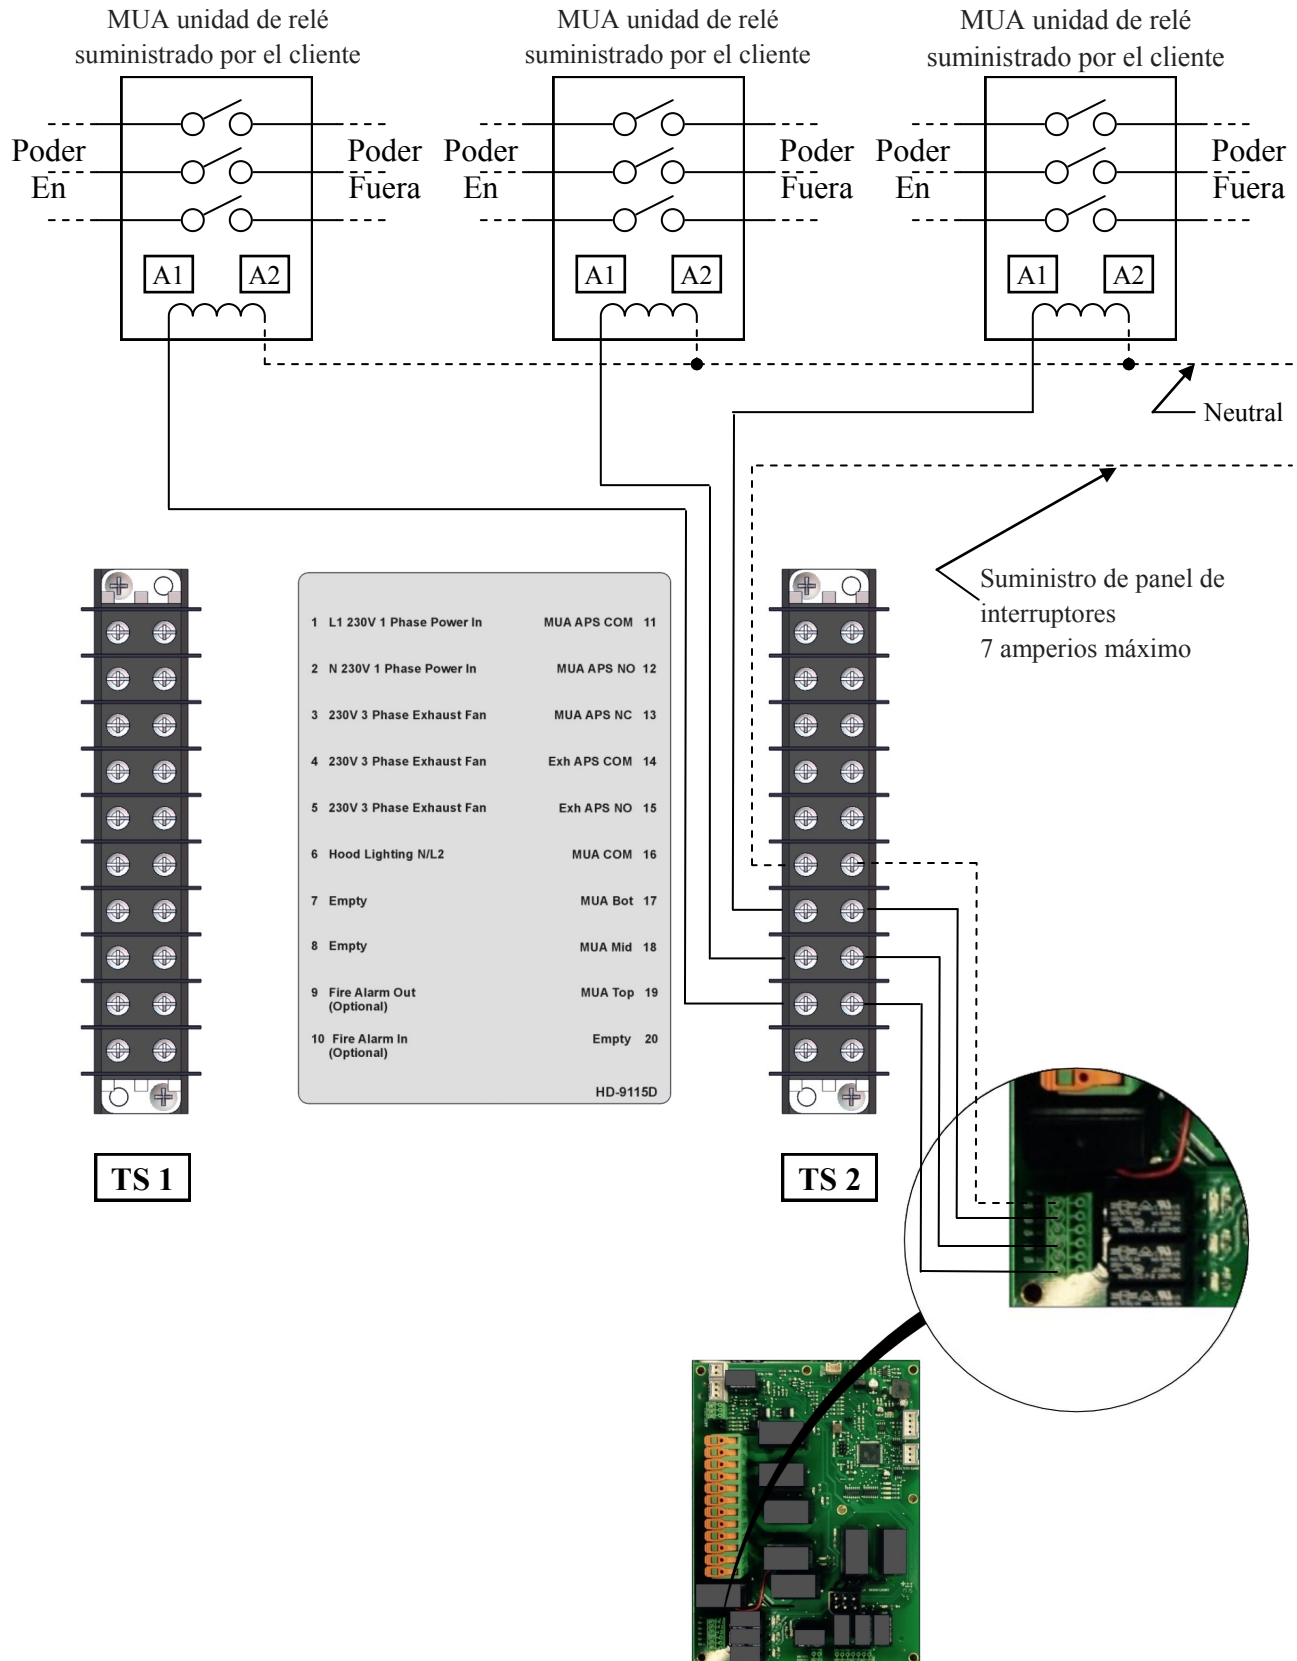 MUA unidad de relé
suministrado por el cliente
MUA unidad de relé
suministrado por el cliente
MUA unidad de relé
suministrado por el cliente
Poder
En
Poder
Fuera
Poder
En
Poder
Fuera
Poder
En
Poder
Fuera
A1
A2
A1
A2
A1
A2
Neutral
Suministro de panel de
interruptores
7 amperios máximo
1 L1 230V 1 Phase Power In
2 N 230V 1 Phase Power In
3 230V 3 Phase Exhaust Fan
4 230V 3 Phase Exhaust Fan
5 230V 3 Phase Exhaust Fan
6 Hood Lighting N/L2
7 Empty
8 Empty
9 Fire Alarm Out
(Optional)
10 Fire Alarm In
(Optional)
MUA APS COM 11
MUA APS NO 12
MUA APS NC 13
Exh APS COM 14
Exh APS NO 15
MUA COM 16
MUA Bot 17
MUA Mid 18
MUA Top 19
Empty 20
HD-9115D
TS 1
TS 2